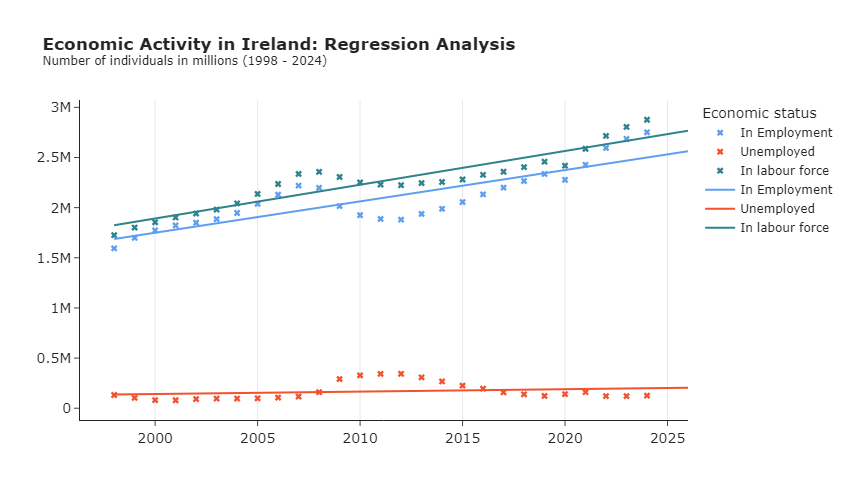 Economic Activity in Ireland: Regression Analysis
Number of individuals in millions (1998 - 2024)
3M
2.5M
2M
1.5M
1M
0.5M
0
2000
2005
2010
2015
2020
2025
Economic status
In Employment
Unemployed
In labour force
In Employment
Unemployed
In labour force